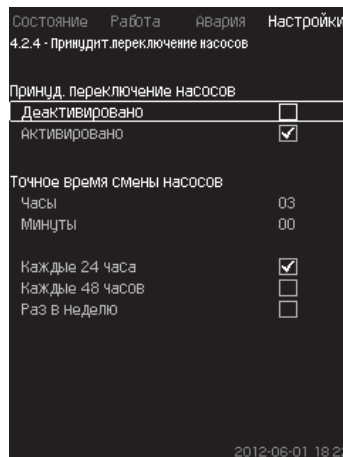 Состояние Работа Авария Настройки
4.2.4 - Принудит.переключение насосов
Принуд. переключение насосов
Деактивировано
Активировано
Точное время смены насосов
Часы 03
Минуты 00
Каждые 24 часа
Каждые 48 часов
Раз в неделю
2012-06-01 18:2